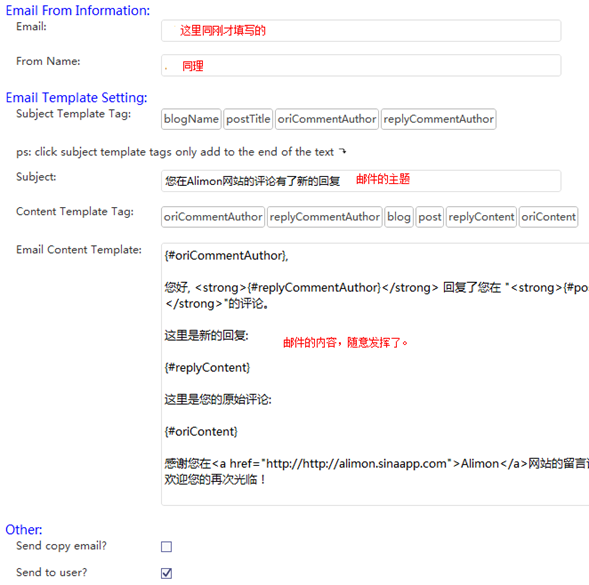 Email From Information:
Email: 这里同刚才填写的
From Name: 同理
Email Template Setting:
Subject Template Tag: blogName postTitle oriCommentAuthor replyCommentAuthor
ps: click subject template tags only add to the end of the text ⤵
Subject: 您在Alimon网站的评论有了新的回复 邮件的主题
Content Template Tag: oriCommentAuthor replyCommentAuthor blog post replyContent oriContent
Email Content Template: {#oriCommentAuthor},
您好, <strong>{#replyCommentAuthor}</strong> 回复了您在 "<strong>{#po
</strong>"的评论。
这里是新的回复:
邮件的内容，随意发挥了。
{#replyContent}
这里是您的原始评论:
{#oriContent}
感谢您在<a href="http://http://alimon.sinaapp.com">Alimon</a>网站的留言
欢迎您的再次光临！
Other:
Send copy email?
Send to user?